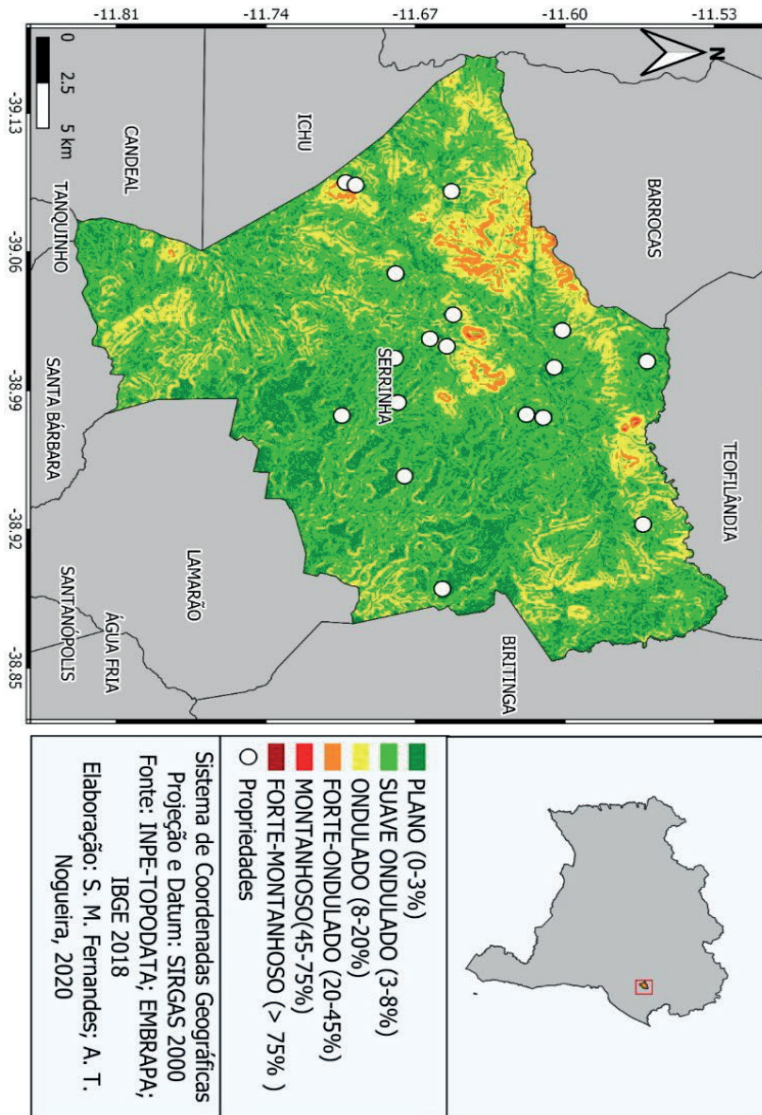 -11.81
-11.74
-11.67
-11.60
-11.53
-39.13
-39.06
-38.99
-38.92
-38.85
0 2.5 5 km
N
CANDEAL
ICHU
BARROCAS
TANQUINHO
SERRINHA
TEOFILÂNDIA
SANTA BÁRBARA
LAMARÃO
BIRITINGA
ÁGUA FRIA
SANTANÓPOLIS
PLANO (0-3%)
SUAVE ONDULADO (3-8%)
ONDULADO (8-20%)
FORTE-ONDULADO (20-45%)
MONTANHOSO(45-75%)
FORTE-MONTANHOSO (> 75% )
Propriedades
Sistema de Coordenadas Geográficas
Projeção e Datum: SIRGAS 2000
Fonte: INPE-TOPODATA; EMBRAPA;
IBGE 2018
Elaboração: S. M. Fernandes; A. T.
Nogueira, 2020